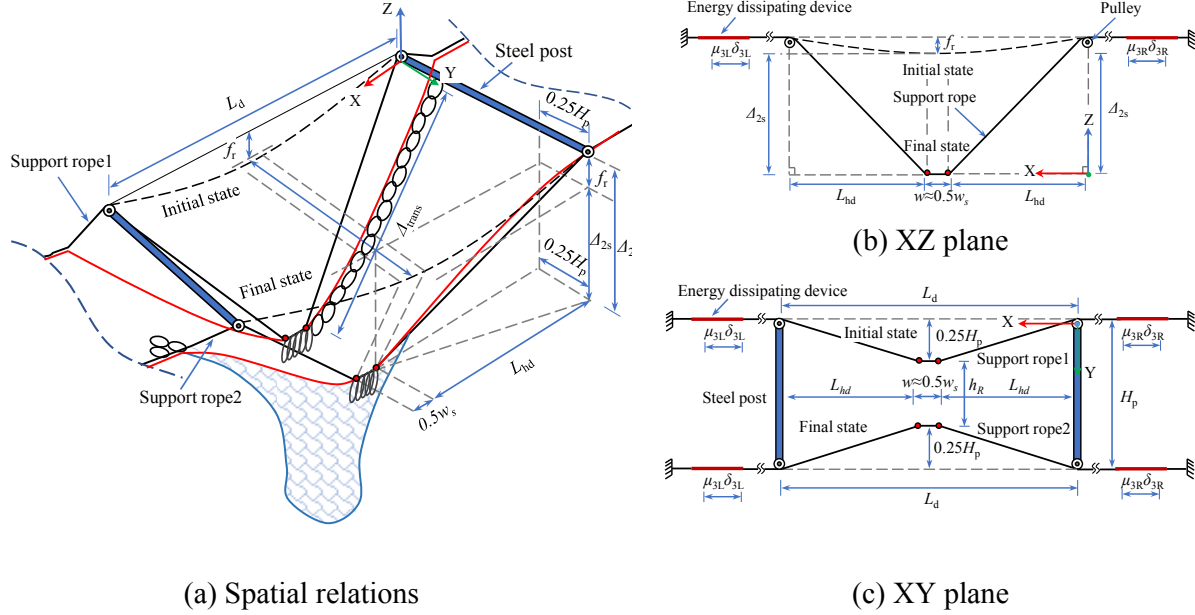 Z
Steel post
Y
X
L_d
0.25H_p
f_r
Support rope1
Initial state
f_r
Δ_trans
Δ_2s
Δ_2
0.25H_p
Final state
L_hd
Support rope2
0.5w_s
(a) Spatial relations
Energy dissipating device
Pulley
μ_3Lδ_3L
f_r
μ_3Rδ_3R
Initial state
Support rope
Δ_2s
Δ_2s
Z
Final state
X
L_hd
w≈0.5w_s
L_hd
(b) XZ plane
Energy dissipating device
L_d
X
μ_3Lδ_3L
Initial state
0.25H_p
μ_3Rδ_3R
Support rope1
Y
Steel post
L_hd
w≈0.5w_s
h_R
L_hd
H_p
Final state
Support rope2
0.25H_p
μ_3Lδ_3L
μ_3Rδ_3R
L_d
(c) XY plane